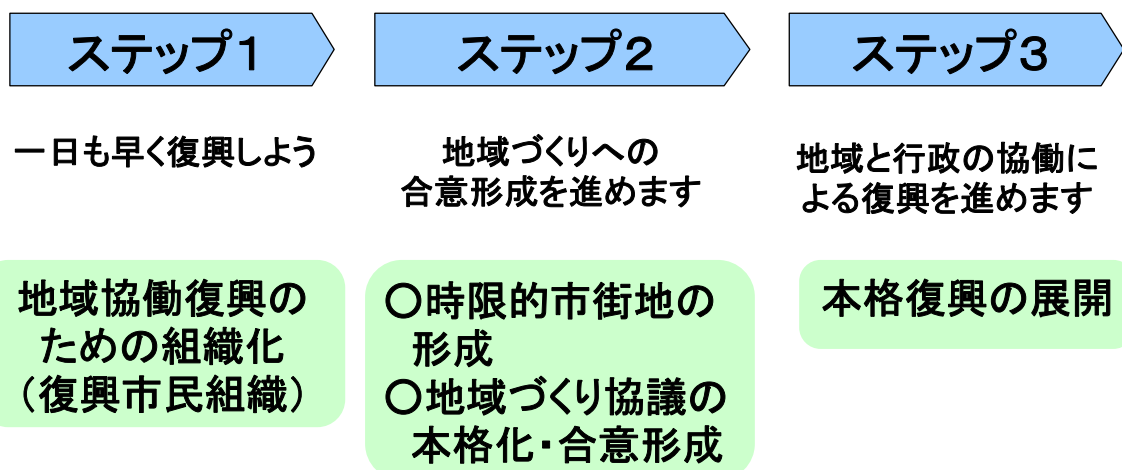 ステップ1
一日も早く復興しよう
地域協働復興の
ための組織化
(復興市民組織)
ステップ2
地域づくりへの
合意形成を進めます
○時限的市街地の
形成
○地域づくり協議の
本格化・合意形成
ステップ3
地域と行政の協働に
よる復興を進めます
本格復興の展開